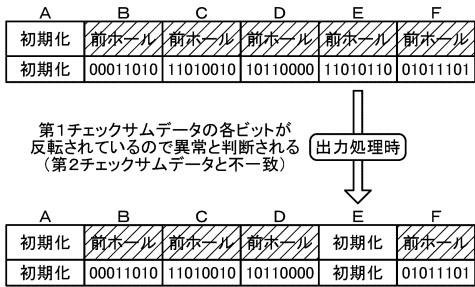 A B C D E F
初期化 前ホール 前ホール 前ホール 前ホール 前ホール
初期化 00011010 11010010 10110000 11010110 01011101
第1チェックサムデータの各ビットが
反転されているので異常と判断される
(第2チェックサムデータと不一致)
出力処理時
A B C D E F
初期化 前ホール 前ホール 前ホール 初期化 前ホール
初期化 00011010 11010010 10110000 初期化 01011101